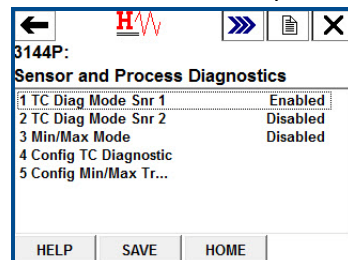 H
3144P:
Sensor and Process Diagnostics
1 TC Diag Mode Snr 1 Enabled
2 TC Diag Mode Snr 2 Disabled
3 Min/Max Mode Disabled
4 Config TC Diagnostic
5 Config Min/Max Tr...
HELP SAVE HOME